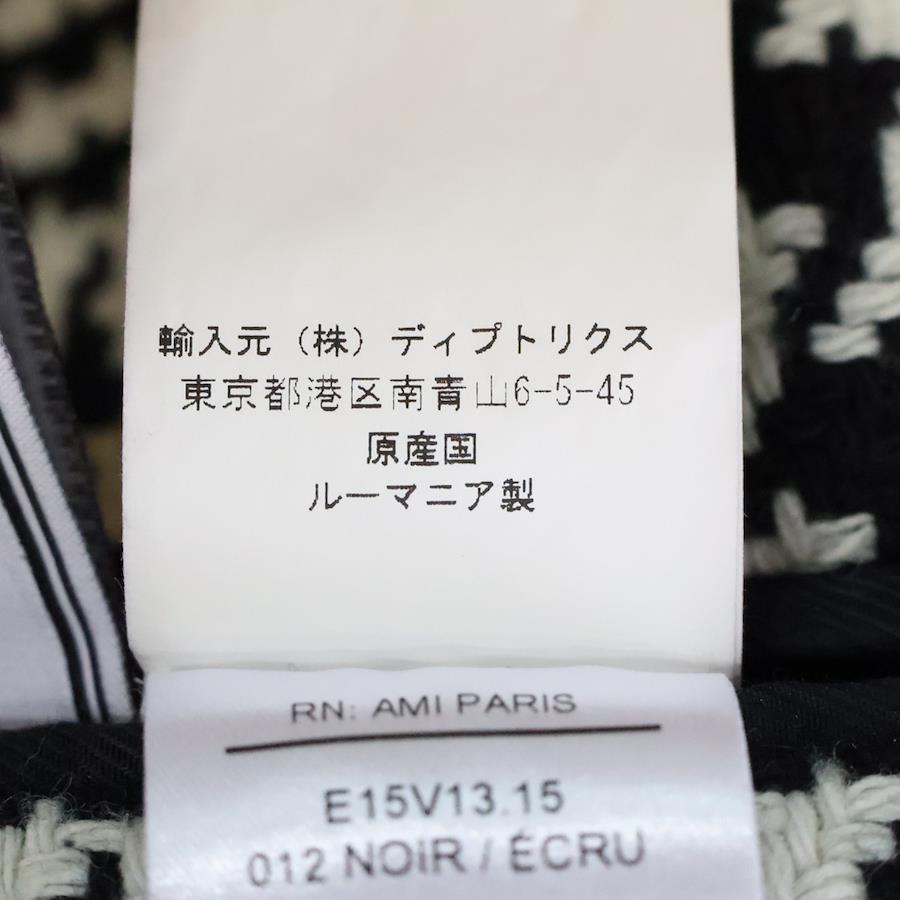 輸入元（株）ディプトリクス
東京都港区南青山6-5-45
原産国
ルーマニア製
RN: AMI PARIS
E15V13.15
012 NOIR / ÉCRU